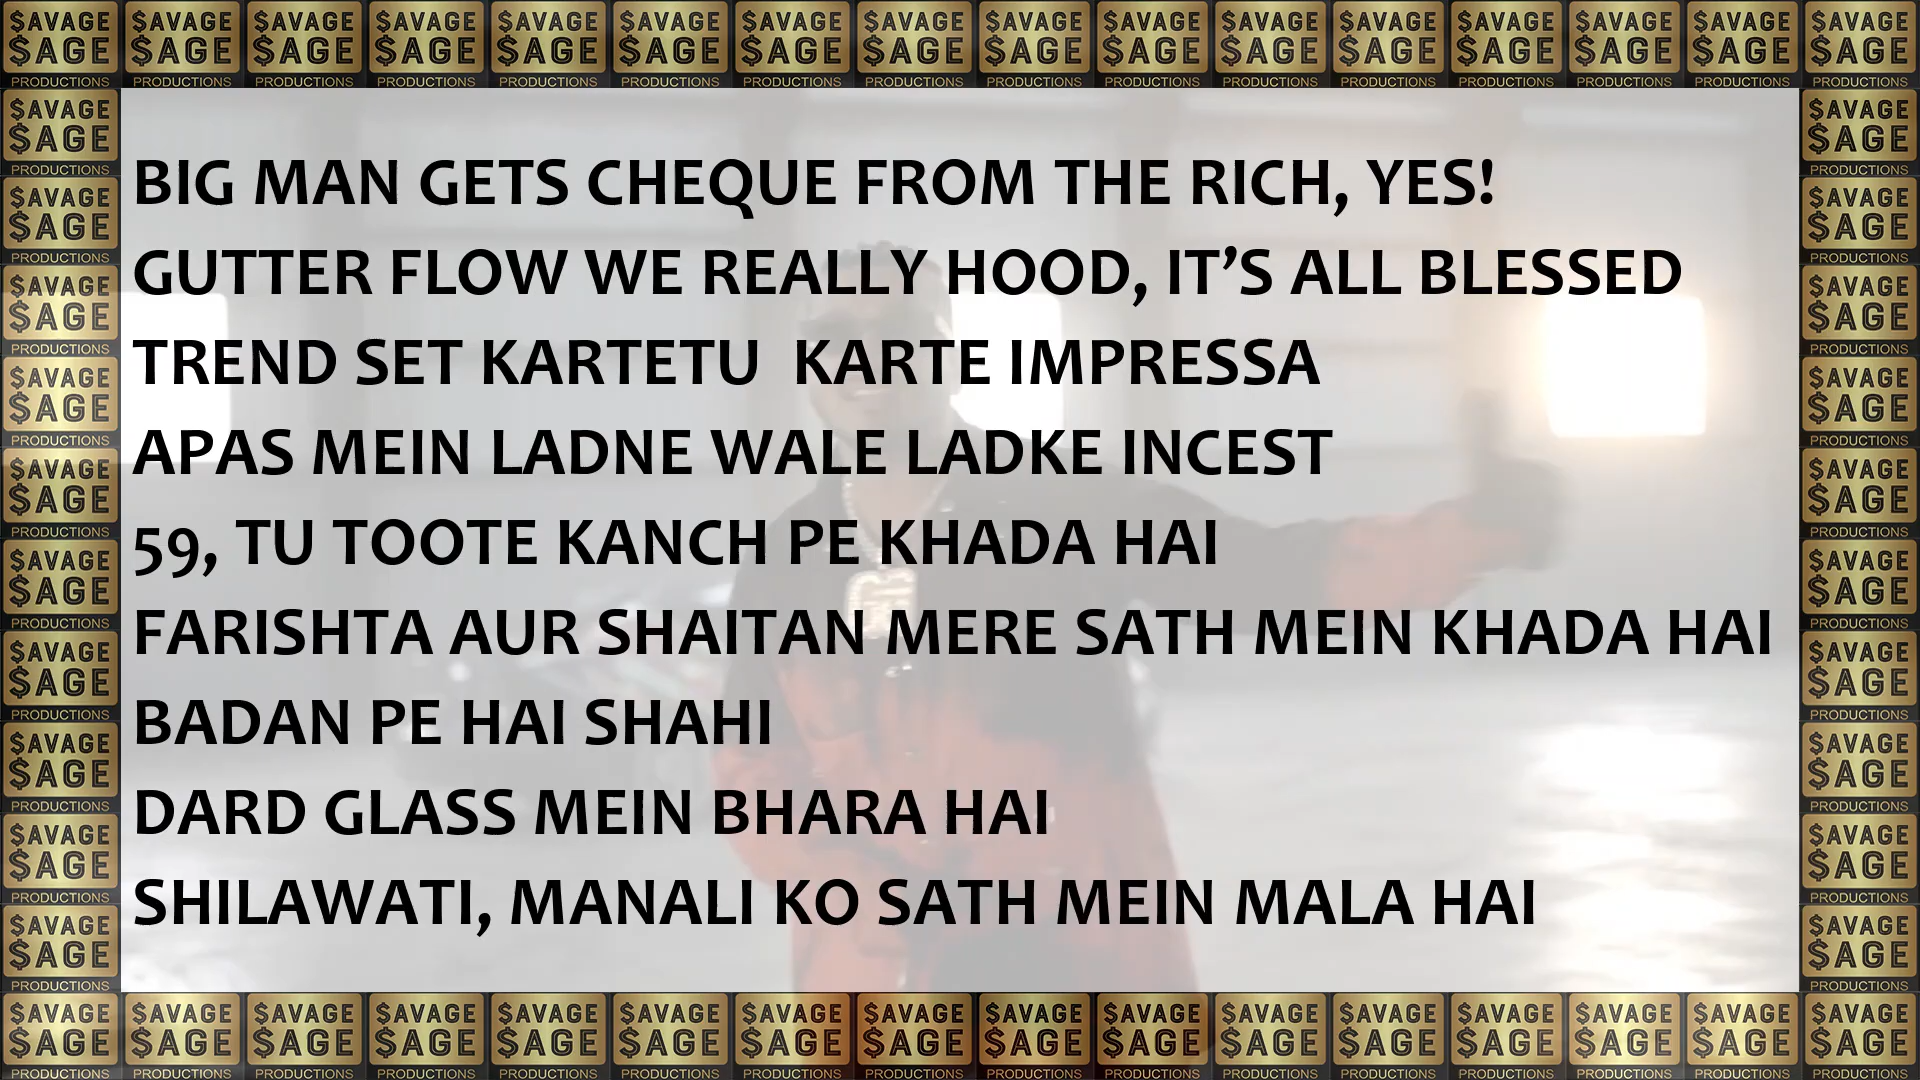 $AVAGE $AGE PRODUCTIONS
BIG MAN GETS CHEQUE FROM THE RICH, YES!
GUTTER FLOW WE REALLY HOOD, IT’S ALL BLESSED
TREND SET KARTETU  KARTE IMPRESSA
APAS MEIN LADNE WALE LADKE INCEST
59, TU TOOTE KANCH PE KHADA HAI
FARISHTA AUR SHAITAN MERE SATH MEIN KHADA HAI
BADAN PE HAI SHAHI
DARD GLASS MEIN BHARA HAI
SHILAWATI, MANALI KO SATH MEIN MALA HAI